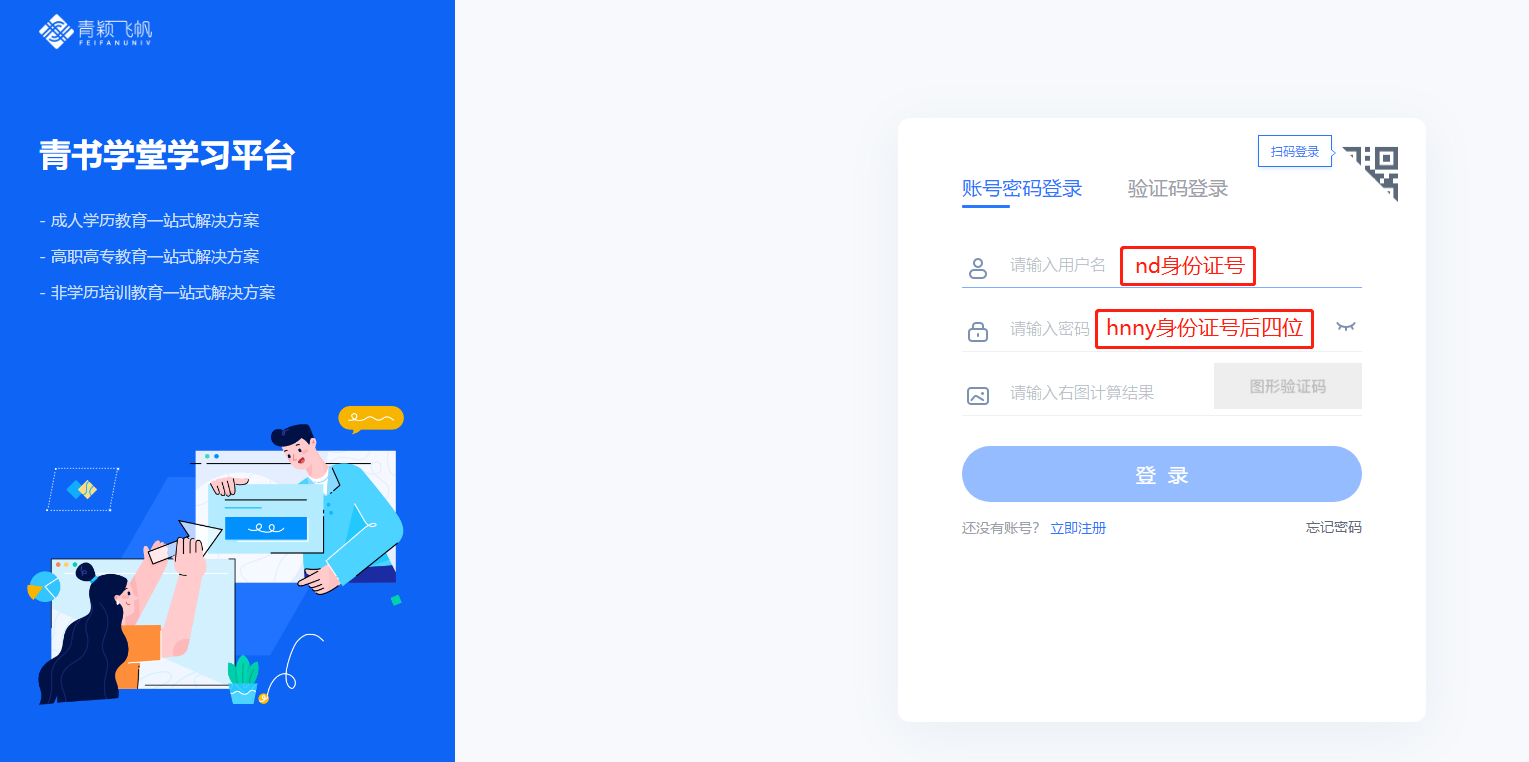 青颖飞帆
FEIFANUNIV
青书学堂学习平台
- 成人学历教育一站式解决方案
- 高职高专教育一站式解决方案
- 非学历培训教育一站式解决方案
扫码登录
账号密码登录 验证码登录
请输入用户名 nd身份证号
请输入密码 hnny身份证号后四位
请输入右图计算结果 图形验证码
登 录
还没有账号? 立即注册 忘记密码